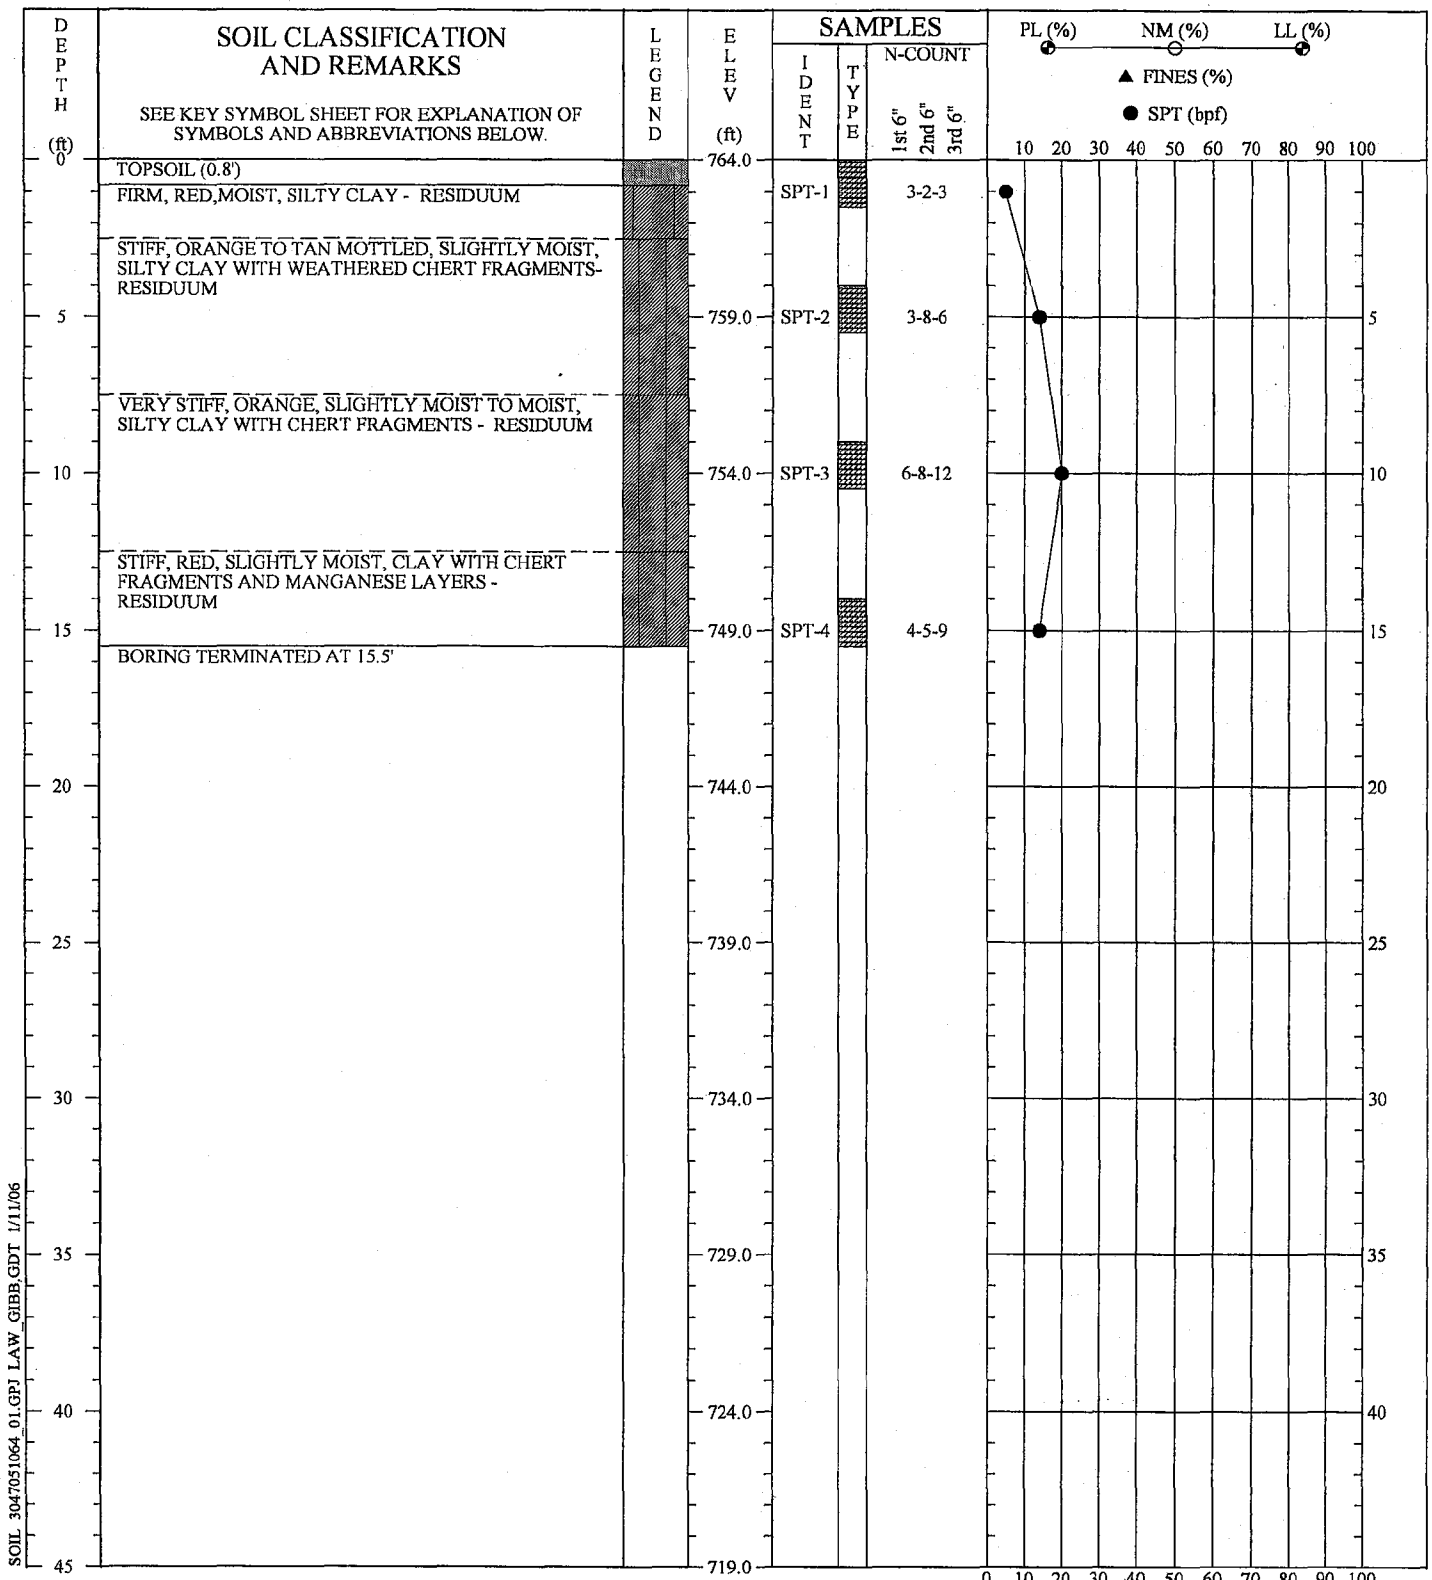 DEPTH (ft)
SOIL CLASSIFICATION
AND REMARKS
SEE KEY SYMBOL SHEET FOR EXPLANATION OF
SYMBOLS AND ABBREVIATIONS BELOW.
LEGEND
ELEV (ft)
SAMPLES
IDENT
TYPE
N-COUNT
1st 6"
2nd 6"
3rd 6"
PL (%) NM (%) LL (%)
▲ FINES (%)
● SPT (bpf)
10 20 30 40 50 60 70 80 90 100
0 764.0
TOPSOIL (0.8')
FIRM, RED,MOIST, SILTY CLAY - RESIDUUM
SPT-1 3-2-3
STIFF, ORANGE TO TAN MOTTLED, SLIGHTLY MOIST,
SILTY CLAY WITH WEATHERED CHERT FRAGMENTS-
RESIDUUM
5 759.0 SPT-2 3-8-6 5
VERY STIFF, ORANGE, SLIGHTLY MOIST TO MOIST,
SILTY CLAY WITH CHERT FRAGMENTS - RESIDUUM
10 754.0 SPT-3 6-8-12 10
STIFF, RED, SLIGHTLY MOIST, CLAY WITH CHERT
FRAGMENTS AND MANGANESE LAYERS -
RESIDUUM
15 749.0 SPT-4 4-5-9 15
BORING TERMINATED AT 15.5'
20 744.0 20
25 739.0 25
30 734.0 30
35 729.0 35
40 724.0 40
45 719.0
0 10 20 30 40 50 60 70 80 90 100
SOIL 3047051064_01.GPJ LAW_GIBB.GDT 1/11/06